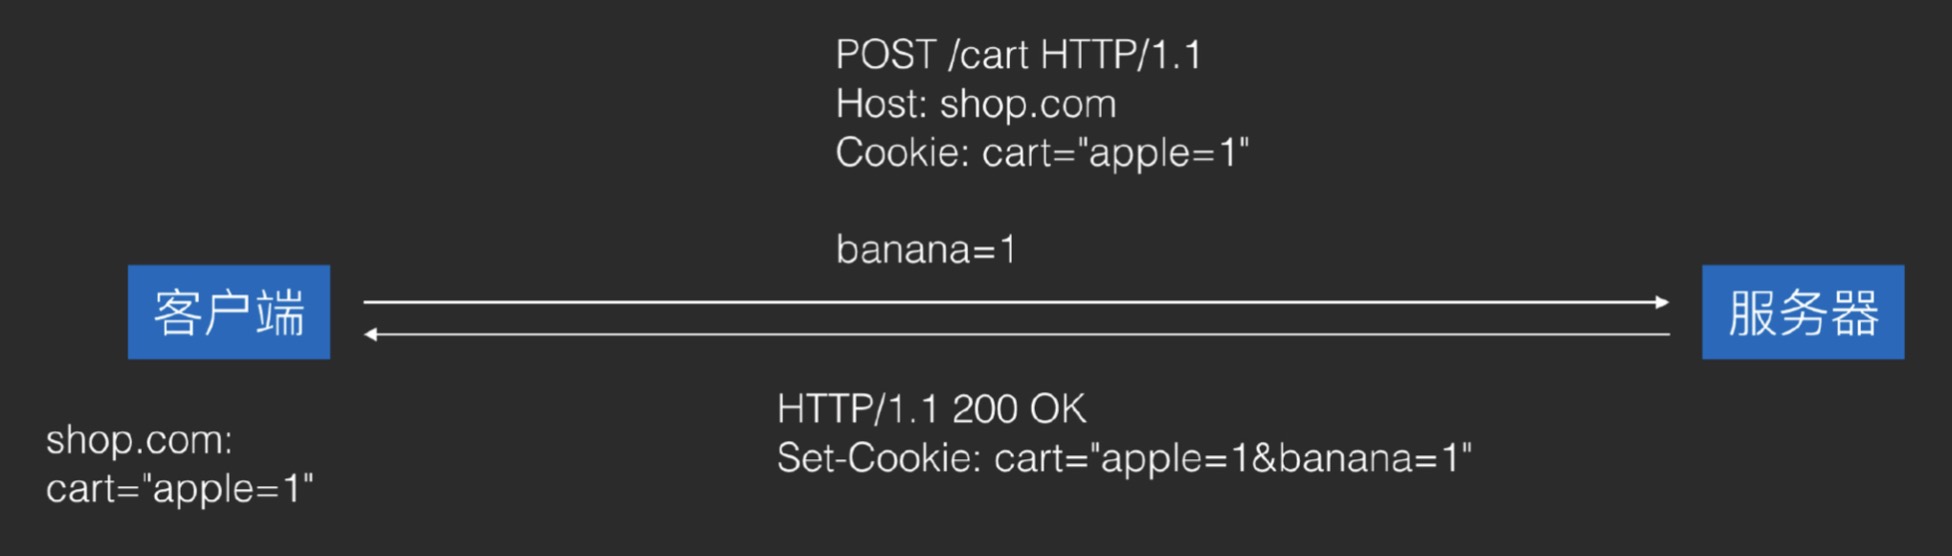 POST /cart HTTP/1.1
Host: shop.com
Cookie: cart="apple=1"
banana=1
客户端
服务器
HTTP/1.1 200 OK
Set-Cookie: cart="apple=1&banana=1"
shop.com:
cart="apple=1"